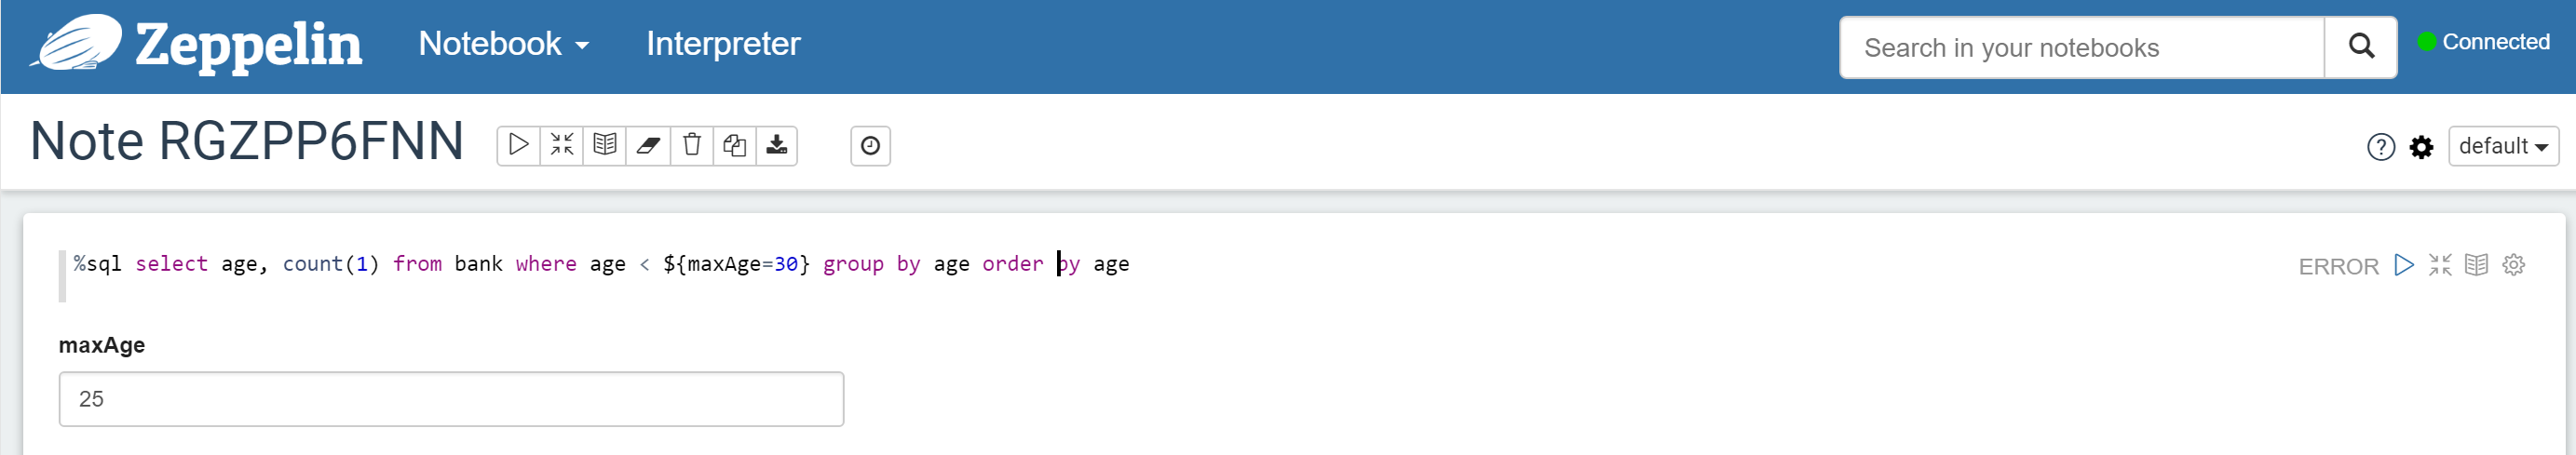 Zeppelin Notebook Interpreter Search in your notebooks Connected
Note RGZPP6FNN default
%sql select age, count(1) from bank where age < ${maxAge=30} group by age order by age ERROR
maxAge
25